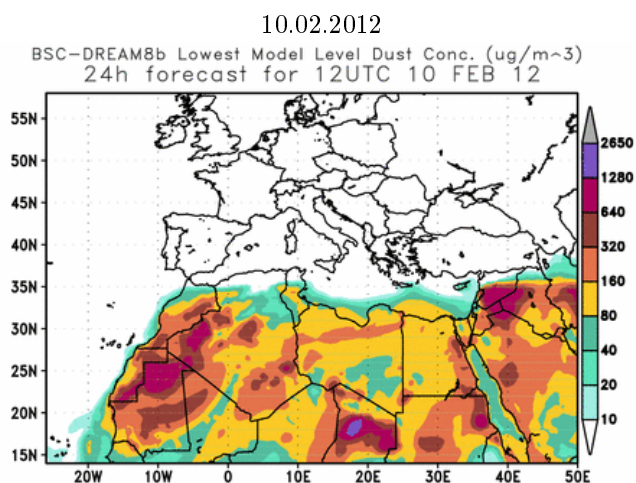 10.02.2012
BSC-DREAM8b Lowest Model Level Dust Conc. (ug/m^3)
24h forecast for 12UTC 10 FEB 12
55N
50N
45N
40N
35N
30N
25N
20N
15N
20W
10W
0
10E
20E
30E
40E
50E
2650
1280
640
320
160
80
40
20
10